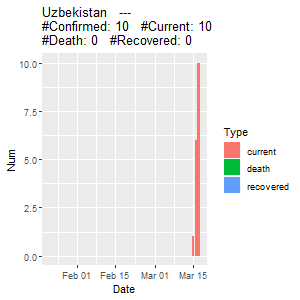 Uzbekistan   ---
#Confirmed: 10   #Current: 10
#Death: 0   #Recovered: 0
10.0
7.5
5.0
2.5
0.0
Num
Feb 01
Feb 15
Mar 01
Mar 15
Date
Type
current
death
recovered